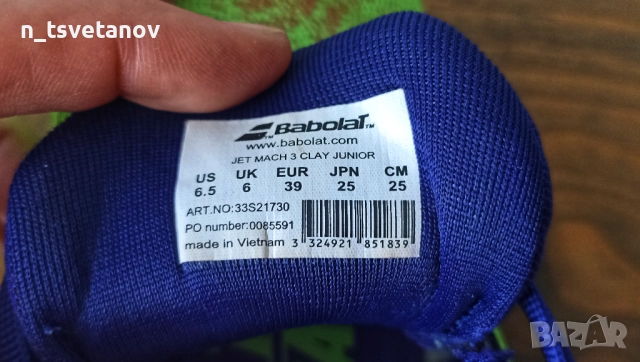 n_tsvetanov
Babolat™
www.babolat.com
JET MACH 3 CLAY JUNIOR
US UK EUR JPN CM
6.5 6 39 25 25
ART.NO:33S21730
PO number:0085591
made in Vietnam 3 324921 851839
BAZAR